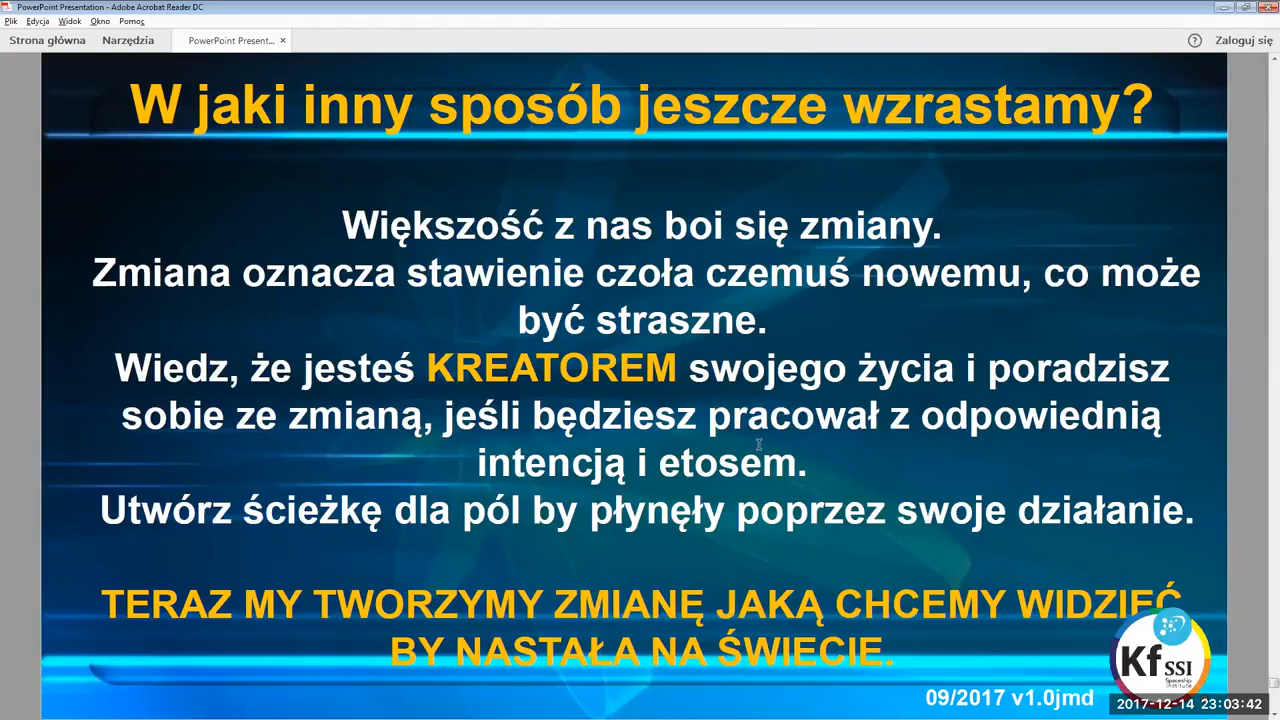 PowerPoint Presentation - Adobe Acrobat Reader DC
Plik Edycja Widok Okno Pomoc
Strona główna Narzędzia PowerPoint Present... × ? Zaloguj się
W jaki inny sposób jeszcze wzrastamy?
Większość z nas boi się zmiany.
Zmiana oznacza stawienie czoła czemuś nowemu, co może
być straszne.
Wiedz, że jesteś KREATOREM swojego życia i poradzisz
sobie ze zmianą, jeśli będziesz pracował z odpowiednią
intencją i etosem.
Utwórz ścieżkę dla pól by płynęły poprzez swoje działanie.
TERAZ MY TWORZYMY ZMIANĘ JAKĄ CHCEMY WIDZIEĆ
BY NASTAŁA NA ŚWIECIE.
Kf SSI
Spaceship
Institute
09/2017 v1.0jmd
2017-12-14 23:03:42